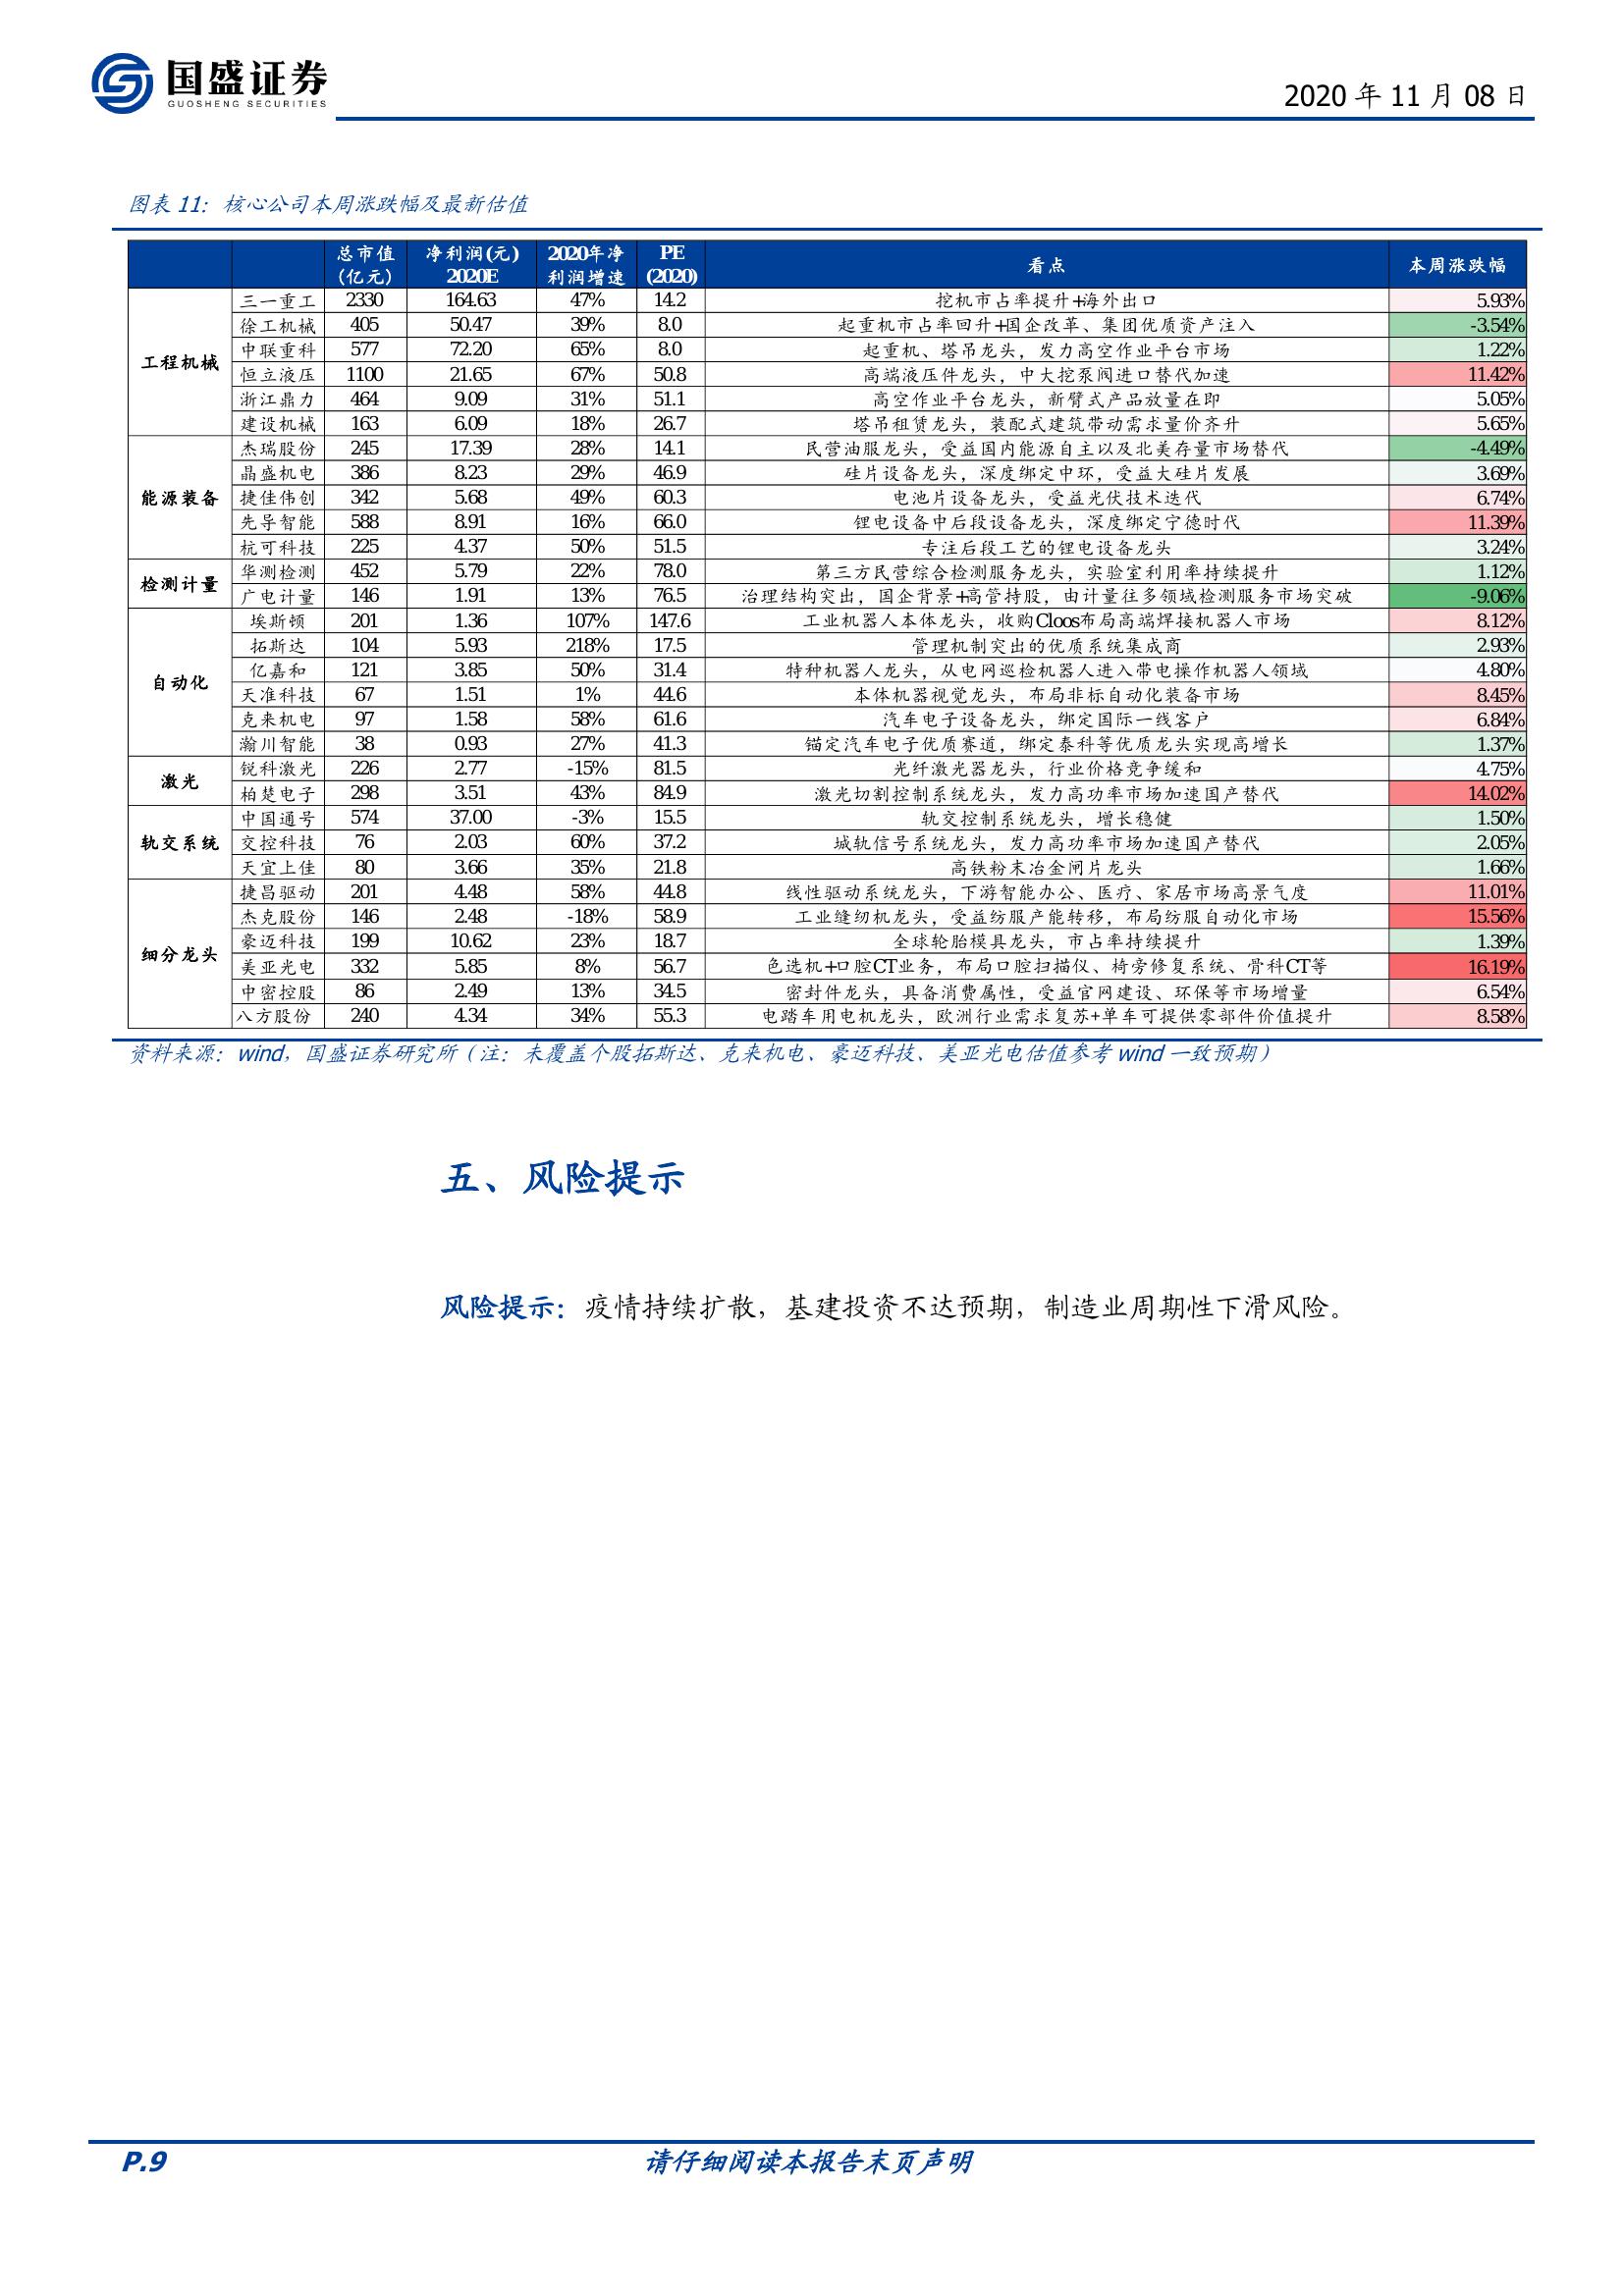 国盛证券
GUOSHENG SECURITIES
2020 年 11 月 08 日
图表 11：核心公司本周涨跌幅及最新估值
总市值(亿元) 净利润(元)2020E 2020年净利润增速 PE(2020) 看点 本周涨跌幅
工程机械
三一重工 2330 164.63 47% 14.2 挖机市占率提升+海外出口 5.93%
徐工机械 405 50.47 39% 8.0 起重机市占率回升+国企改革、集团优质资产注入 -3.54%
中联重科 577 72.20 65% 8.0 起重机、塔吊龙头，发力高空作业平台市场 1.22%
恒立液压 1100 21.65 67% 50.8 高端液压件龙头，中大挖泵阀进口替代加速 11.42%
浙江鼎力 464 9.09 31% 51.1 高空作业平台龙头，新臂式产品放量在即 5.05%
建设机械 163 6.09 18% 26.7 塔吊租赁龙头，装配式建筑带动需求量价齐升 5.65%
能源装备
杰瑞股份 245 17.39 28% 14.1 民营油服龙头，受益国内能源自主以及北美存量市场替代 -4.49%
晶盛机电 386 8.23 29% 46.9 硅片设备龙头，深度绑定中环，受益大硅片发展 3.69%
捷佳伟创 342 5.68 49% 60.3 电池片设备龙头，受益光伏技术迭代 6.74%
先导智能 588 8.91 16% 66.0 锂电设备中后段设备龙头，深度绑定宁德时代 11.39%
杭可科技 225 4.37 50% 51.5 专注后段工艺的锂电设备龙头 3.24%
检测计量
华测检测 452 5.79 22% 78.0 第三方民营综合检测服务龙头，实验室利用率持续提升 1.12%
广电计量 146 1.91 13% 76.5 治理结构突出，国企背景+高管持股，由计量往多领域检测服务市场突破 -9.06%
自动化
埃斯顿 201 1.36 107% 147.6 工业机器人本体龙头，收购Cloos布局高端焊接机器人市场 8.12%
拓斯达 104 5.93 218% 17.5 管理机制突出的优质系统集成商 2.93%
亿嘉和 121 3.85 50% 31.4 特种机器人龙头，从电网巡检机器人进入带电操作机器人领域 4.80%
天准科技 67 1.51 1% 44.6 本体机器视觉龙头，布局非标自动化装备市场 8.45%
克来机电 97 1.58 58% 61.6 汽车电子设备龙头，绑定国际一线客户 6.84%
瀚川智能 38 0.93 27% 41.3 锚定汽车电子优质赛道，绑定泰科等优质龙头实现高增长 1.37%
激光
锐科激光 226 2.77 -15% 81.5 光纤激光器龙头，行业价格竞争缓和 4.75%
柏楚电子 298 3.51 43% 84.9 激光切割控制系统龙头，发力高功率市场加速国产替代 14.02%
轨交系统
中国通号 574 37.00 -3% 15.5 轨交控制系统龙头，增长稳健 1.50%
交控科技 76 2.03 60% 37.2 城轨信号系统龙头，发力高功率市场加速国产替代 2.05%
天宜上佳 80 3.66 35% 21.8 高铁粉末冶金闸片龙头 1.66%
细分龙头
捷昌驱动 201 4.48 58% 44.8 线性驱动系统龙头，下游智能办公、医疗、家居市场高景气度 11.01%
杰克股份 146 2.48 -18% 58.9 工业缝纫机龙头，受益纺服产能转移，布局纺服自动化市场 15.56%
豪迈科技 199 10.62 23% 18.7 全球轮胎模具龙头，市占率持续提升 1.39%
美亚光电 332 5.85 8% 56.7 色选机+口腔CT业务，布局口腔扫描仪、椅旁修复系统、骨科CT等 16.19%
中密控股 86 2.49 13% 34.5 密封件龙头，具备消费属性，受益官网建设、环保等市场增量 6.54%
八方股份 240 4.34 34% 55.3 电踏车用电机龙头，欧洲行业需求复苏+单车可提供零部件价值提升 8.58%
资料来源：wind，国盛证券研究所（注：未覆盖个股拓斯达、克来机电、豪迈科技、美亚光电估值参考 wind 一致预期）
五、风险提示
风险提示：疫情持续扩散，基建投资不达预期，制造业周期性下滑风险。
P.9
请仔细阅读本报告末页声明